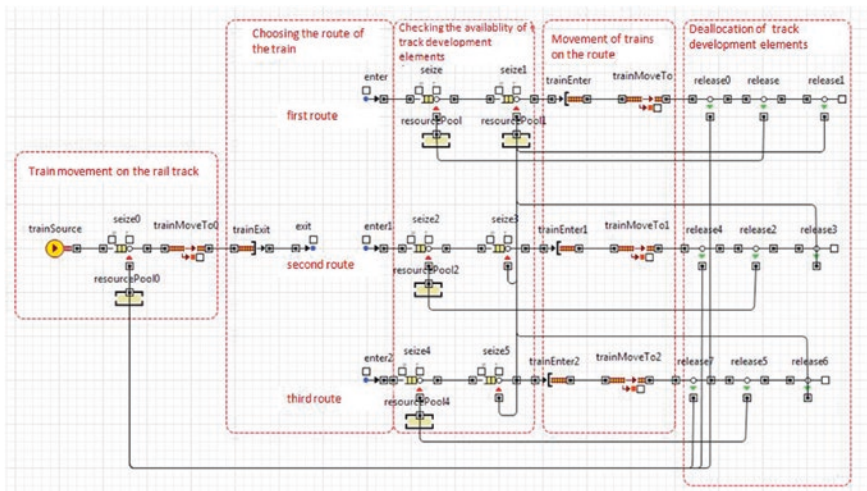 Choosing the route of
the train
Checking the availablity of t
track development
elements
Movement of trains
on the route
Deallocation of track
development elements
enter
seize
seize1
trainEnter
trainMoveTo
release0
release
release1
first route
resourcePool
resourcePool1
Train movement on the rail track
trainSource
seize0
trainMoveTo0
trainExit
exit
enter1
seize2
seize3
trainEnter1
trainMoveTo1
release4
release2
release3
second route
resourcePool0
resourcePool2
enter2
seize4
seize5
trainEnter2
trainMoveTo2
release7
release5
release6
third route
resourcePool4